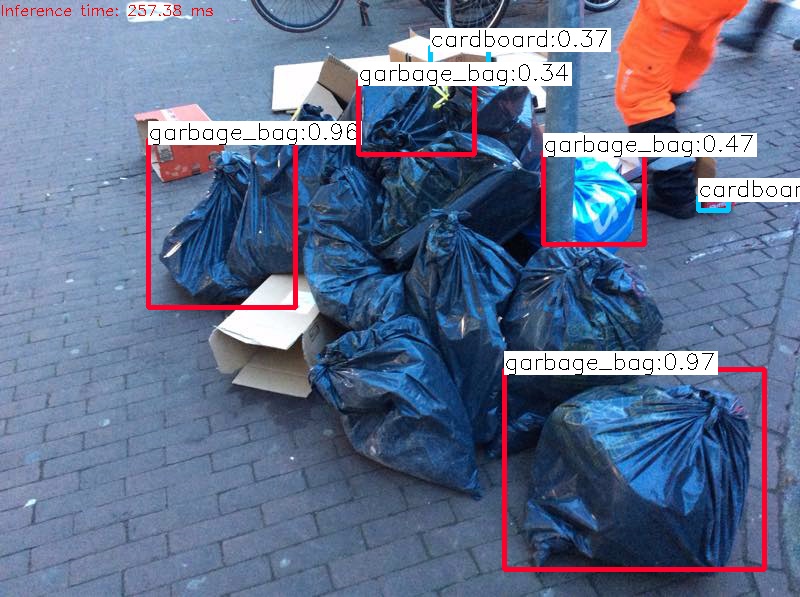 Inference time: 257.38 ms
cardboard:0.37
garbage_bag:0.34
garbage_bag:0.96
garbage_bag:0.47
cardboar
garbage_bag:0.97